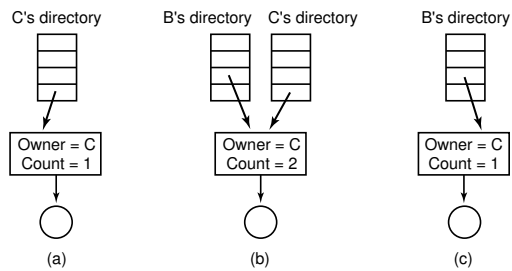 C's directory
B's directory C's directory
B's directory
Owner = C
Count = 1
Owner = C
Count = 2
Owner = C
Count = 1
(a)
(b)
(c)